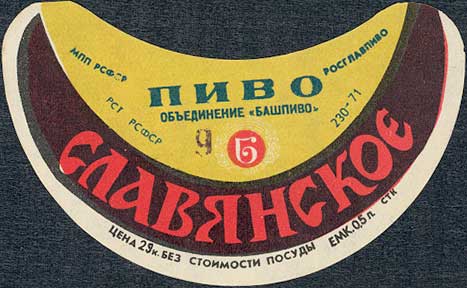 МПП РСФСР
РОСГЛАВПИВО
ПИВО
ОБЪЕДИНЕНИЕ «БАШПИВО»
РСТ РСФСР
230-71
9
Б
СЛАВЯНСКОЕ
ЦЕНА 29к. БЕЗ СТОИМОСТИ ПОСУДЫ ЕМК. 0,5 л. СТК